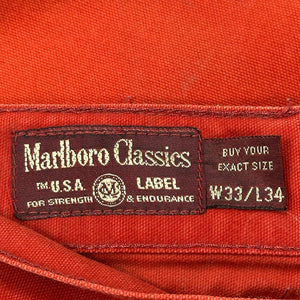 Marlboro Classics
™ U.S.A. M LABEL
FOR STRENGTH & ENDURANCE
BUY YOUR
EXACT SIZE
W33/L34